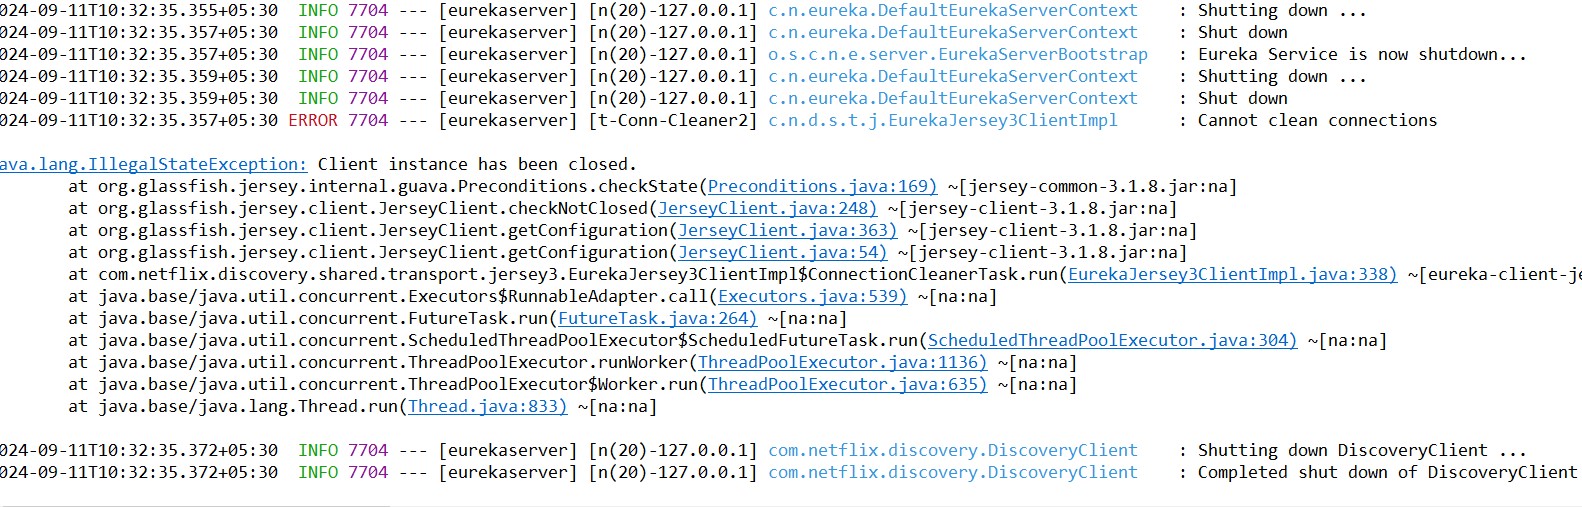 024-09-11T10:32:35.355+05:30  INFO 7704 --- [eurekaserver] [n(20)-127.0.0.1] c.n.eureka.DefaultEurekaServerContext    : Shutting down ...
024-09-11T10:32:35.357+05:30  INFO 7704 --- [eurekaserver] [n(20)-127.0.0.1] c.n.eureka.DefaultEurekaServerContext    : Shut down
024-09-11T10:32:35.357+05:30  INFO 7704 --- [eurekaserver] [n(20)-127.0.0.1] o.s.c.n.e.server.EurekaServerBootstrap   : Eureka Service is now shutdown...
024-09-11T10:32:35.359+05:30  INFO 7704 --- [eurekaserver] [n(20)-127.0.0.1] c.n.eureka.DefaultEurekaServerContext    : Shutting down ...
024-09-11T10:32:35.359+05:30  INFO 7704 --- [eurekaserver] [n(20)-127.0.0.1] c.n.eureka.DefaultEurekaServerContext    : Shut down
024-09-11T10:32:35.357+05:30 ERROR 7704 --- [eurekaserver] [t-Conn-Cleaner2] c.n.d.s.t.j.EurekaJersey3ClientImpl      : Cannot clean connections
ava.lang.IllegalStateException: Client instance has been closed.
at org.glassfish.jersey.internal.guava.Preconditions.checkState(Preconditions.java:169) ~[jersey-common-3.1.8.jar:na]
at org.glassfish.jersey.client.JerseyClient.checkNotClosed(JerseyClient.java:248) ~[jersey-client-3.1.8.jar:na]
at org.glassfish.jersey.client.JerseyClient.getConfiguration(JerseyClient.java:363) ~[jersey-client-3.1.8.jar:na]
at org.glassfish.jersey.client.JerseyClient.getConfiguration(JerseyClient.java:54) ~[jersey-client-3.1.8.jar:na]
at com.netflix.discovery.shared.transport.jersey3.EurekaJersey3ClientImpl$ConnectionCleanerTask.run(EurekaJersey3ClientImpl.java:338) ~[eureka-client-je
at java.base/java.util.concurrent.Executors$RunnableAdapter.call(Executors.java:539) ~[na:na]
at java.base/java.util.concurrent.FutureTask.run(FutureTask.java:264) ~[na:na]
at java.base/java.util.concurrent.ScheduledThreadPoolExecutor$ScheduledFutureTask.run(ScheduledThreadPoolExecutor.java:304) ~[na:na]
at java.base/java.util.concurrent.ThreadPoolExecutor.runWorker(ThreadPoolExecutor.java:1136) ~[na:na]
at java.base/java.util.concurrent.ThreadPoolExecutor$Worker.run(ThreadPoolExecutor.java:635) ~[na:na]
at java.base/java.lang.Thread.run(Thread.java:833) ~[na:na]
024-09-11T10:32:35.372+05:30  INFO 7704 --- [eurekaserver] [n(20)-127.0.0.1] com.netflix.discovery.DiscoveryClient    : Shutting down DiscoveryClient ...
024-09-11T10:32:35.372+05:30  INFO 7704 --- [eurekaserver] [n(20)-127.0.0.1] com.netflix.discovery.DiscoveryClient    : Completed shut down of DiscoveryClient